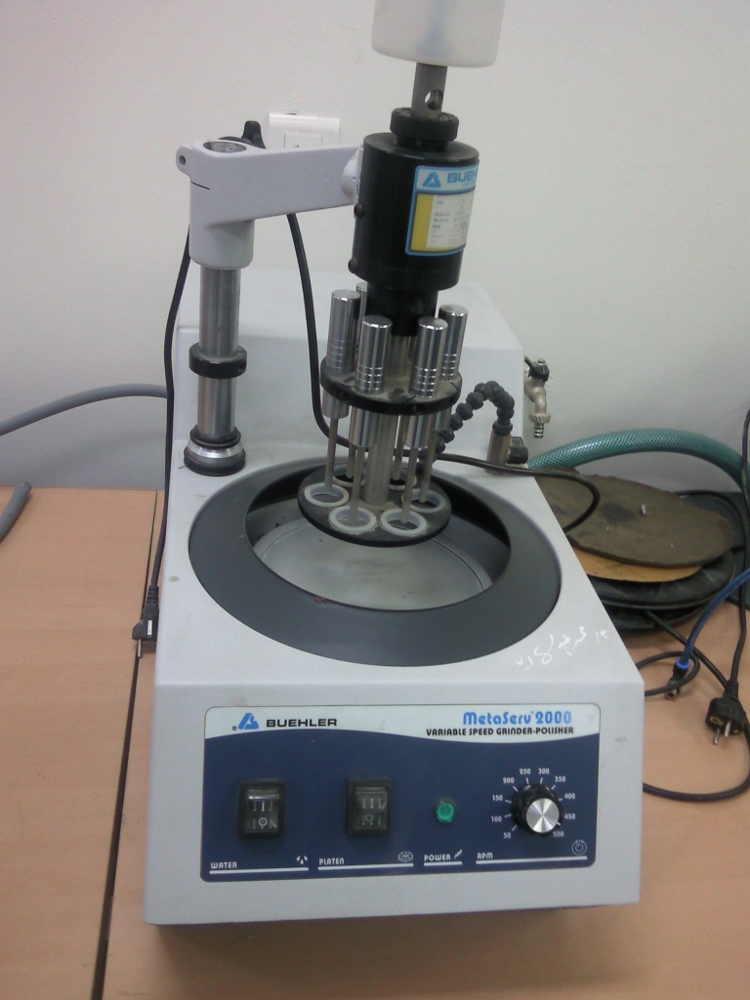 BUEH
BUEHLER
MetaServ® 2000
VARIABLE SPEED GRINDER-POLISHER
50
100
150
200
250
300
350
400
450
500
WATER
PLATEN
POWER
RPM